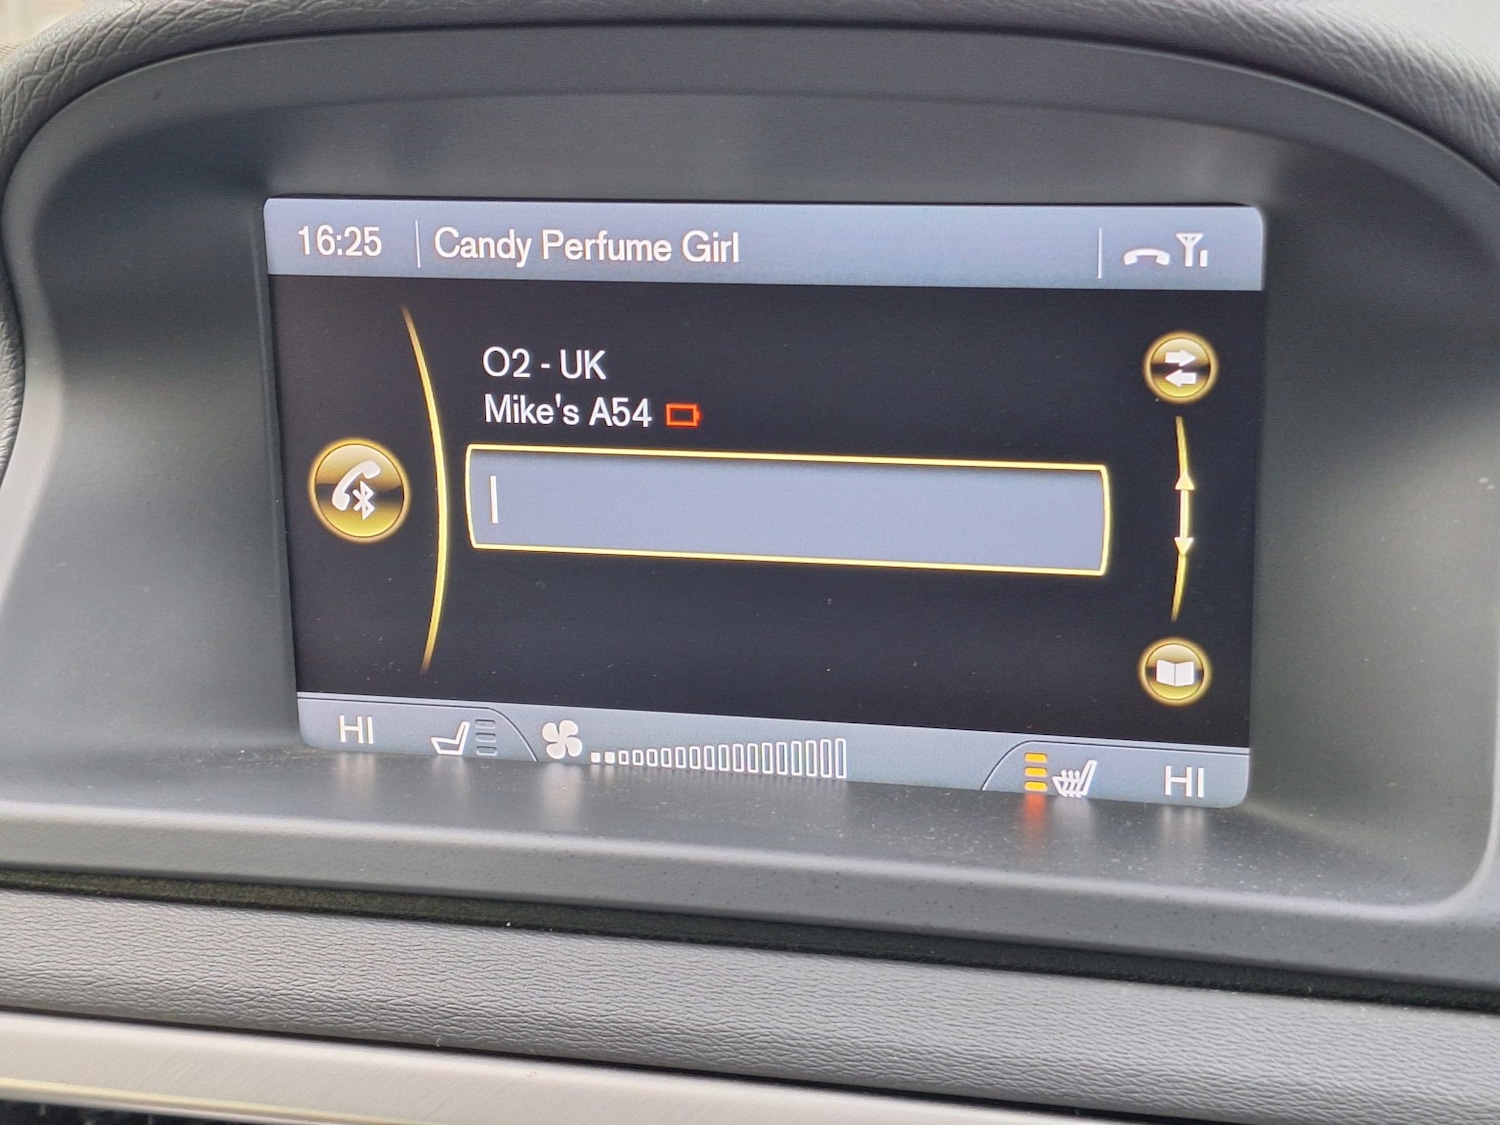 16:25 Candy Perfume Girl
O2 - UK
Mike's A54
HI HI